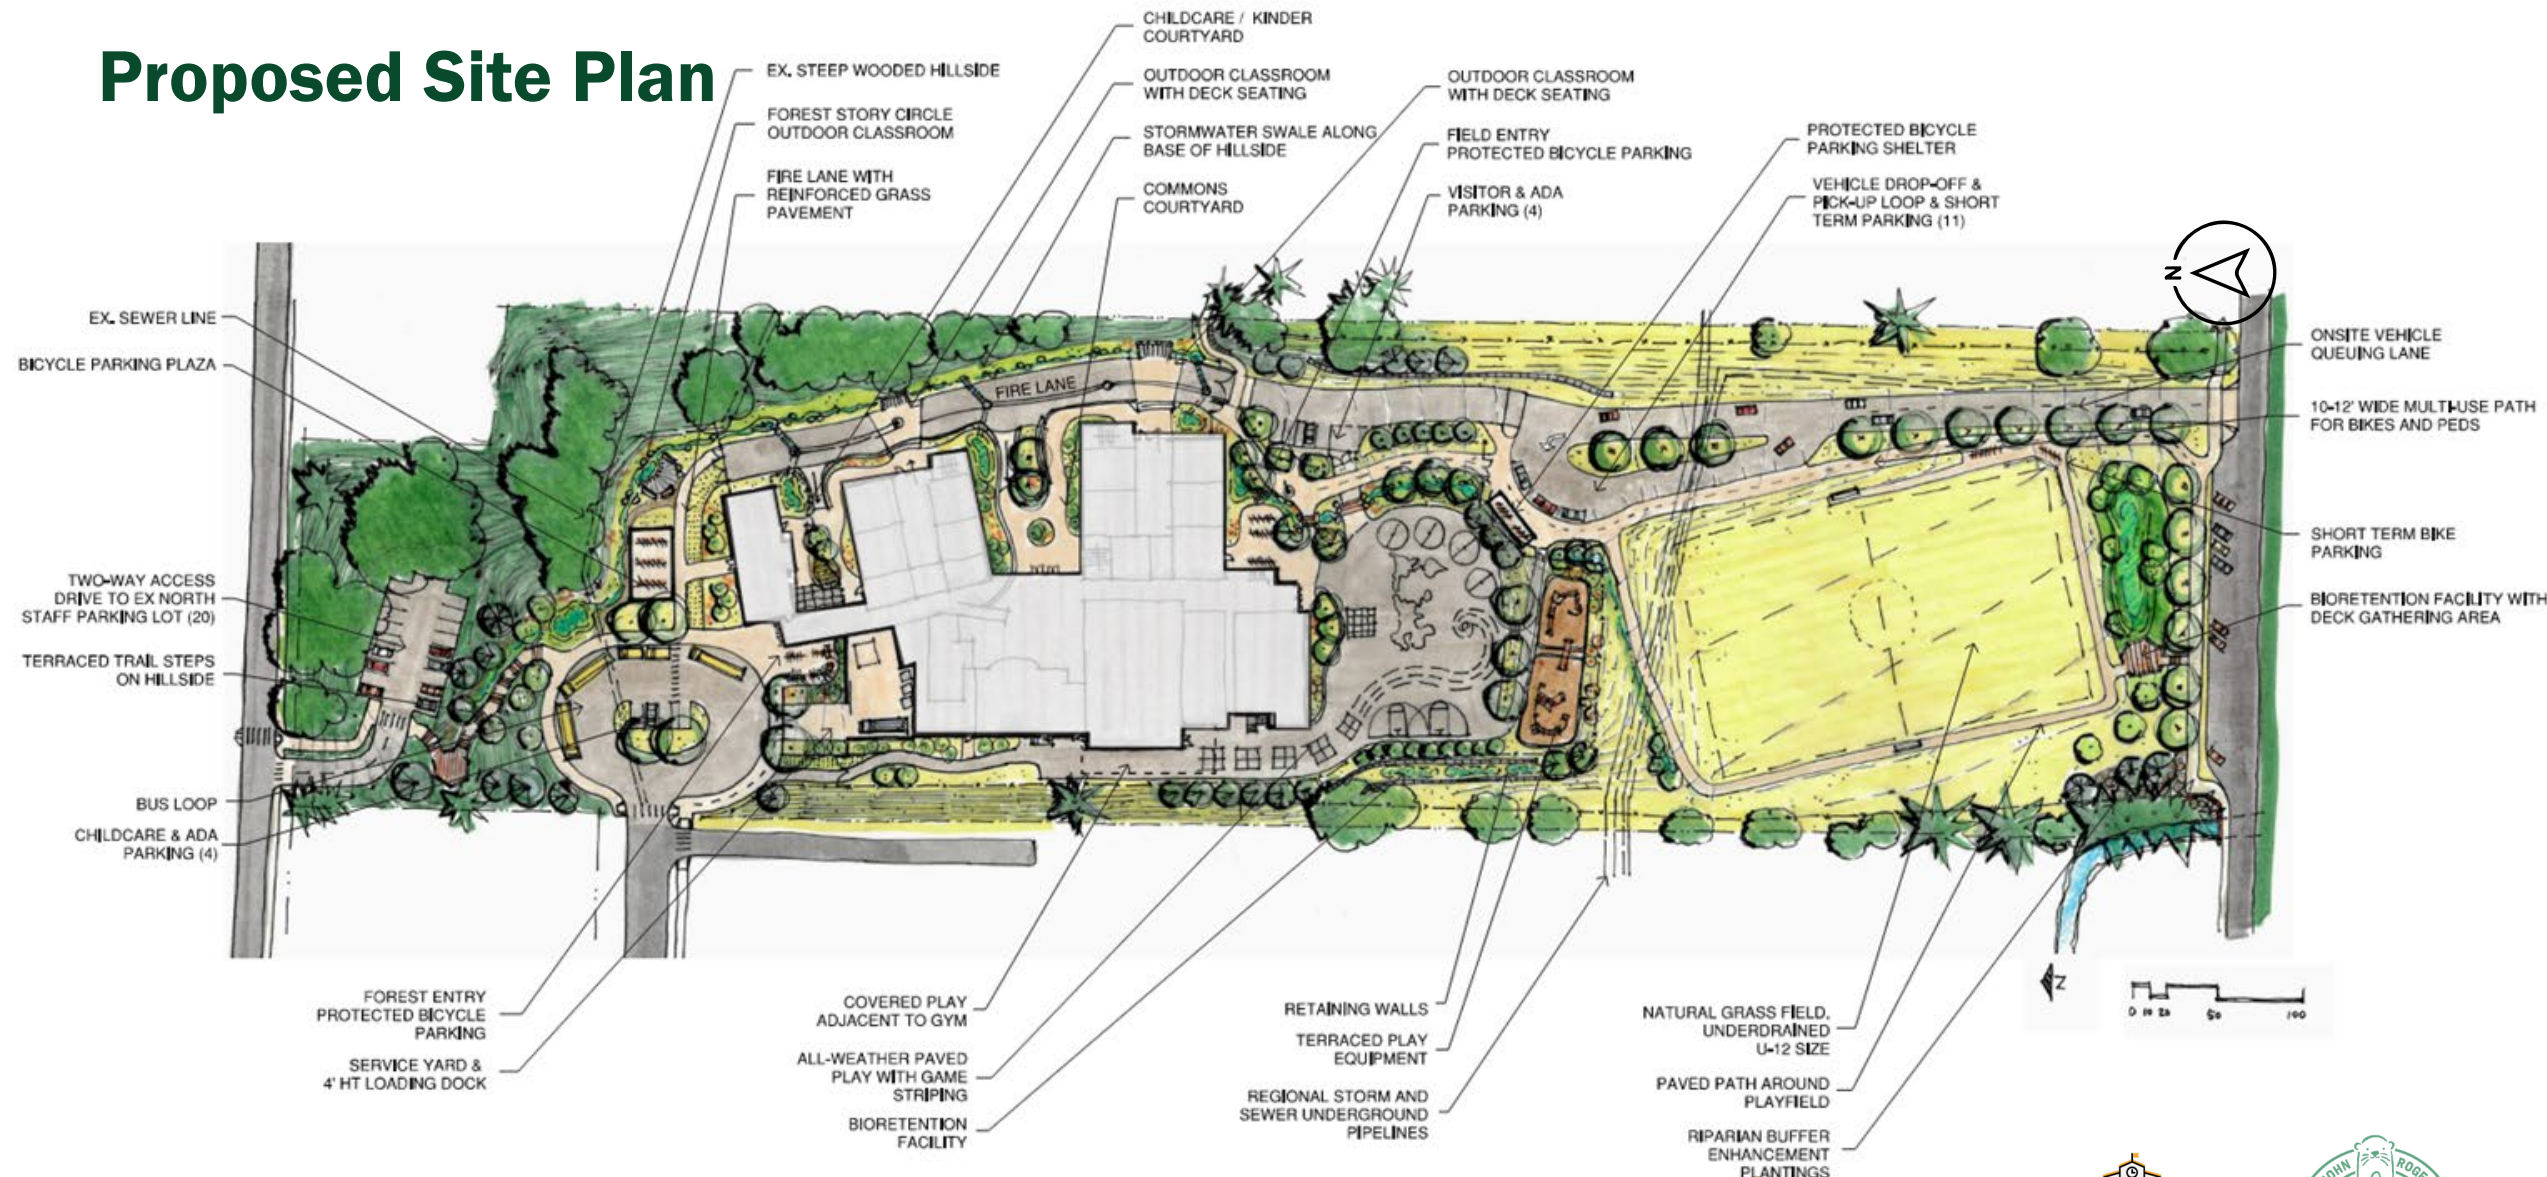 Proposed Site Plan
EX. STEEP WOODED HILLSIDE
FOREST STORY CIRCLE
OUTDOOR CLASSROOM
FIRE LANE WITH
REINFORCED GRASS
PAVEMENT
CHILDCARE / KINDER
COURTYARD
OUTDOOR CLASSROOM
WITH DECK SEATING
STORMWATER SWALE ALONG
BASE OF HILLSIDE
COMMONS
COURTYARD
OUTDOOR CLASSROOM
WITH DECK SEATING
FIELD ENTRY
PROTECTED BICYCLE PARKING
VISITOR & ADA
PARKING (4)
PROTECTED BICYCLE
PARKING SHELTER
VEHICLE DROP-OFF &
PICK-UP LOOP & SHORT
TERM PARKING (11)
N
EX. SEWER LINE
BICYCLE PARKING PLAZA
TWO-WAY ACCESS
DRIVE TO EX NORTH
STAFF PARKING LOT (20)
TERRACED TRAIL STEPS
ON HILLSIDE
BUS LOOP
CHILDCARE & ADA
PARKING (4)
FIRE LANE
ONSITE VEHICLE
QUEUING LANE
10-12' WIDE MULTI-USE PATH
FOR BIKES AND PEDS
SHORT TERM BIKE
PARKING
BIORETENTION FACILITY WITH
DECK GATHERING AREA
FOREST ENTRY
PROTECTED BICYCLE
PARKING
SERVICE YARD &
4' HT LOADING DOCK
COVERED PLAY
ADJACENT TO GYM
ALL-WEATHER PAVED
PLAY WITH GAME
STRIPING
BIORETENTION
FACILITY
RETAINING WALLS
TERRACED PLAY
EQUIPMENT
REGIONAL STORM AND
SEWER UNDERGROUND
PIPELINES
NATURAL GRASS FIELD,
UNDERDRAINED
U-12 SIZE
PAVED PATH AROUND
PLAYFIELD
RIPARIAN BUFFER
ENHANCEMENT
PLANTINGS
N
0 10 20 50 100
JOHN ROGE